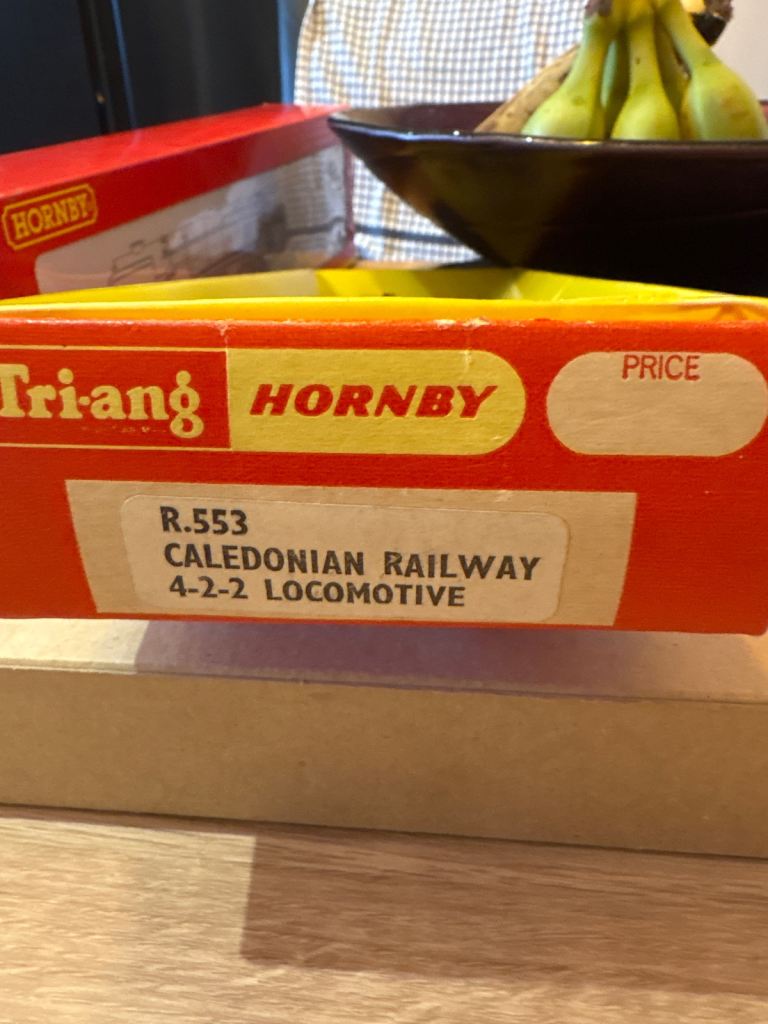 HORNBY
Tri-ang HORNBY PRICE
R.553
CALEDONIAN RAILWAY
4-2-2 LOCOMOTIVE